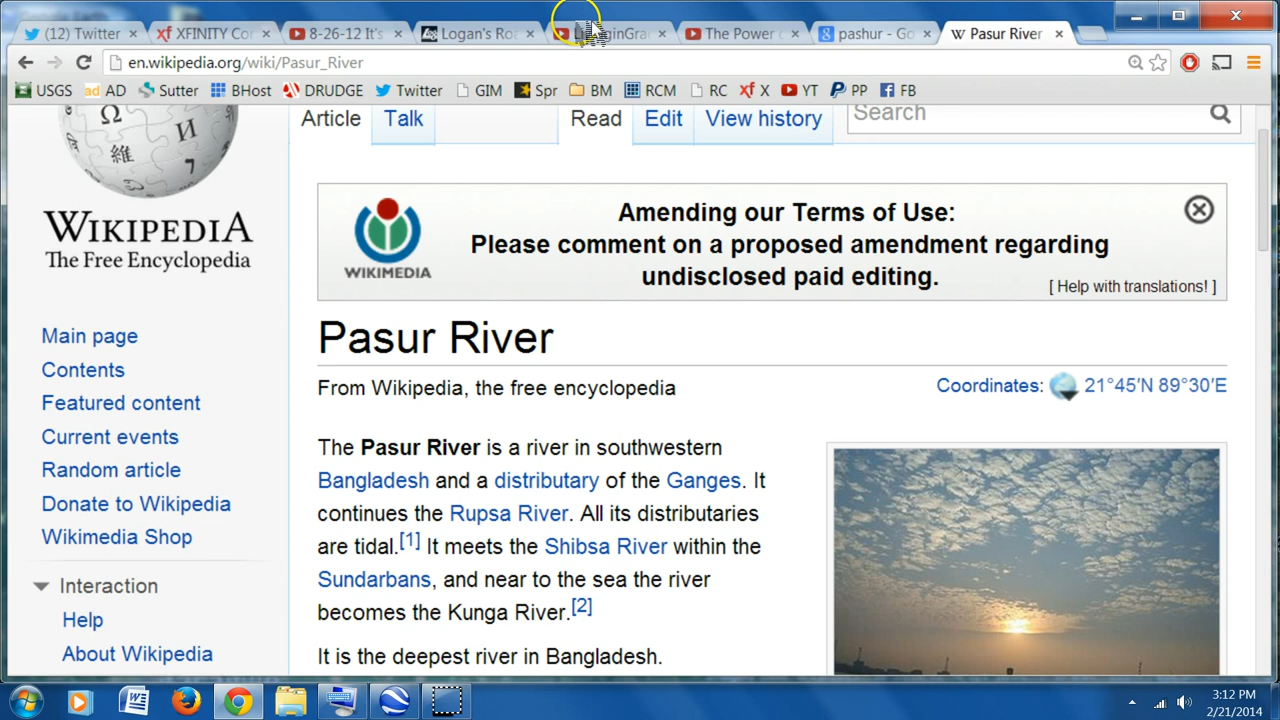 (12) Twitter
XFINITY Con
8-26-12 It's
Logan's Roa
ginGra
The Power
pashur - Go
W Pasur River
en.wikipedia.org/wiki/Pasur_River
USGS
ad AD
Sutter
BHost
DRUDGE
Twitter
GIM
Spr
BM
RCM
RC
xf X
YT
PP
FB
Article
Talk
Read
Edit
View history
Search
Ω
И
維
WIKIPEDIA
The Free Encyclopedia
WIKIMEDIA
Amending our Terms of Use:
Please comment on a proposed amendment regarding
undisclosed paid editing.
[ Help with translations! ]
Main page
Contents
Featured content
Current events
Random article
Donate to Wikipedia
Wikimedia Shop
Interaction
Help
About Wikipedia
Pasur River
From Wikipedia, the free encyclopedia
Coordinates: 21°45′N 89°30′E
The Pasur River is a river in southwestern
Bangladesh and a distributary of the Ganges. It
continues the Rupsa River. All its distributaries
are tidal.[1] It meets the Shibsa River within the
Sundarbans, and near to the sea the river
becomes the Kunga River.[2]
It is the deepest river in Bangladesh.
3:12 PM
2/21/2014